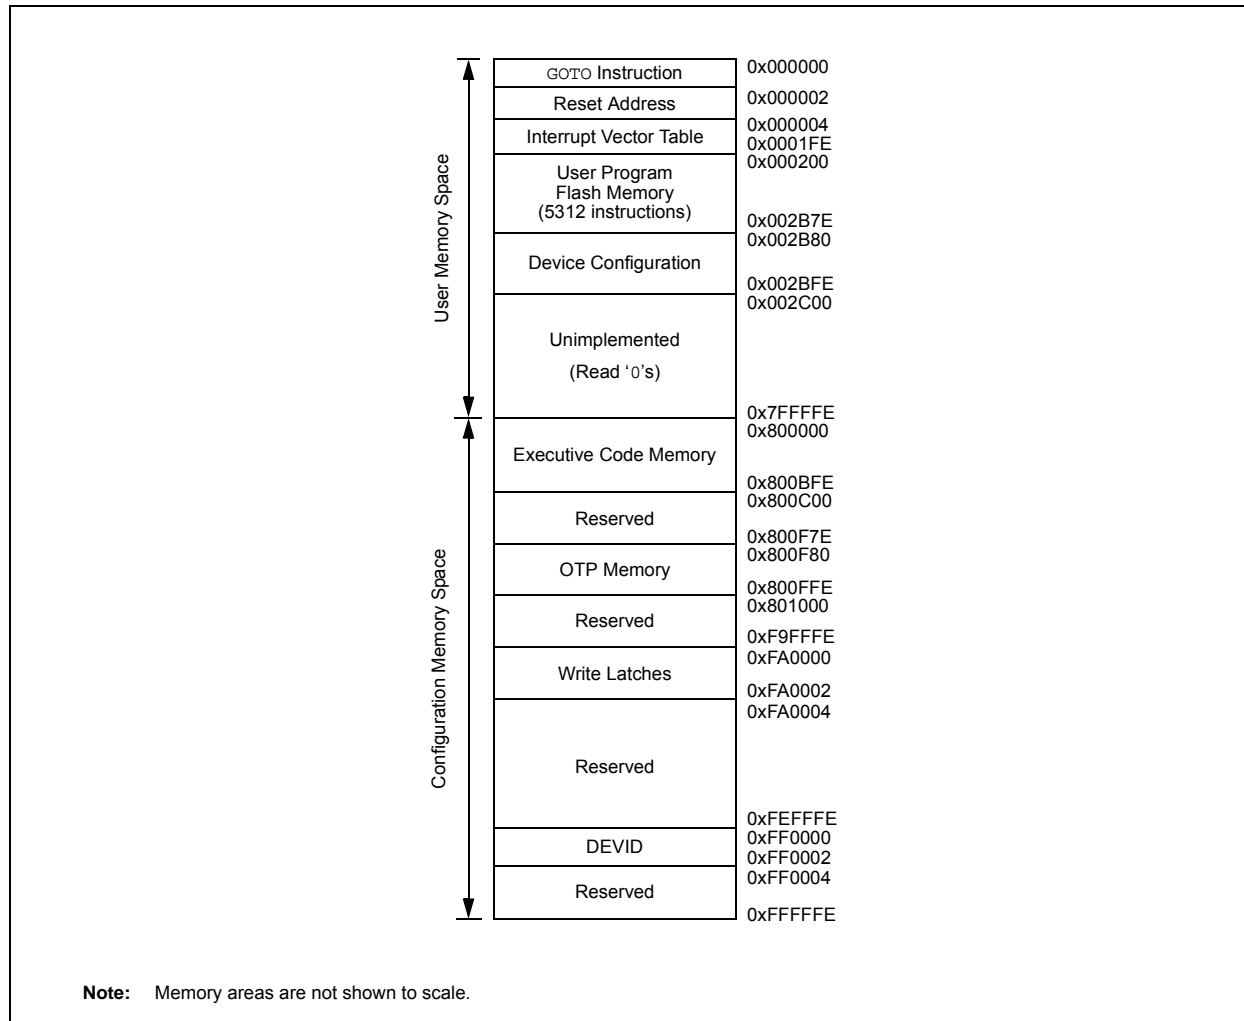 GOTO Instruction
0x000000
Reset Address
0x000002
Interrupt Vector Table
0x000004
0x0001FE
User Program
Flash Memory
(5312 instructions)
0x000200
0x002B7E
Device Configuration
0x002B80
0x002BFE
Unimplemented
(Read ‘0’s)
0x002C00
0x7FFFFE
User Memory Space
Executive Code Memory
0x800000
0x800BFE
Reserved
0x800C00
0x800F7E
OTP Memory
0x800F80
0x800FFE
Reserved
0x801000
0xF9FFFE
Write Latches
0xFA0000
0xFA0002
Reserved
0xFA0004
0xFEFFFE
DEVID
0xFF0000
0xFF0002
Reserved
0xFF0004
0xFFFFFE
Configuration Memory Space
Note: Memory areas are not shown to scale.